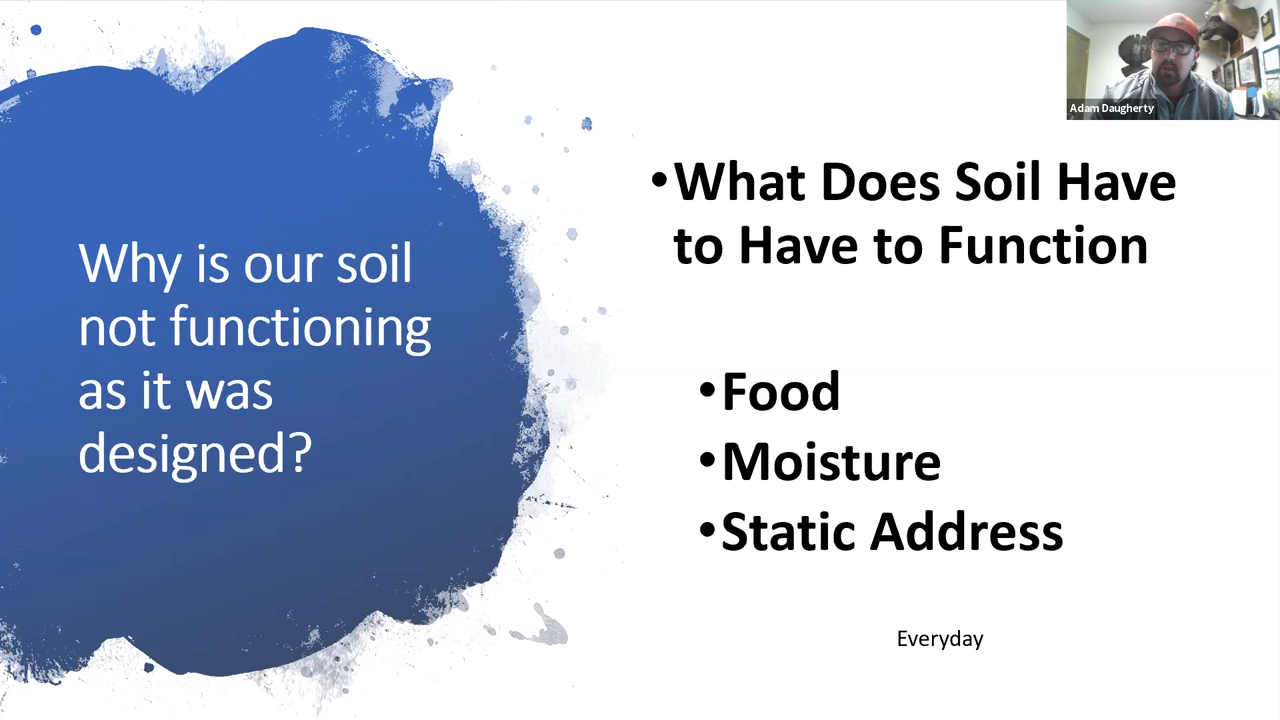 Adam Daugherty
Why is our soil
not functioning
as it was
designed?
•What Does Soil Have
to Have to Function
•Food
•Moisture
•Static Address
Everyday